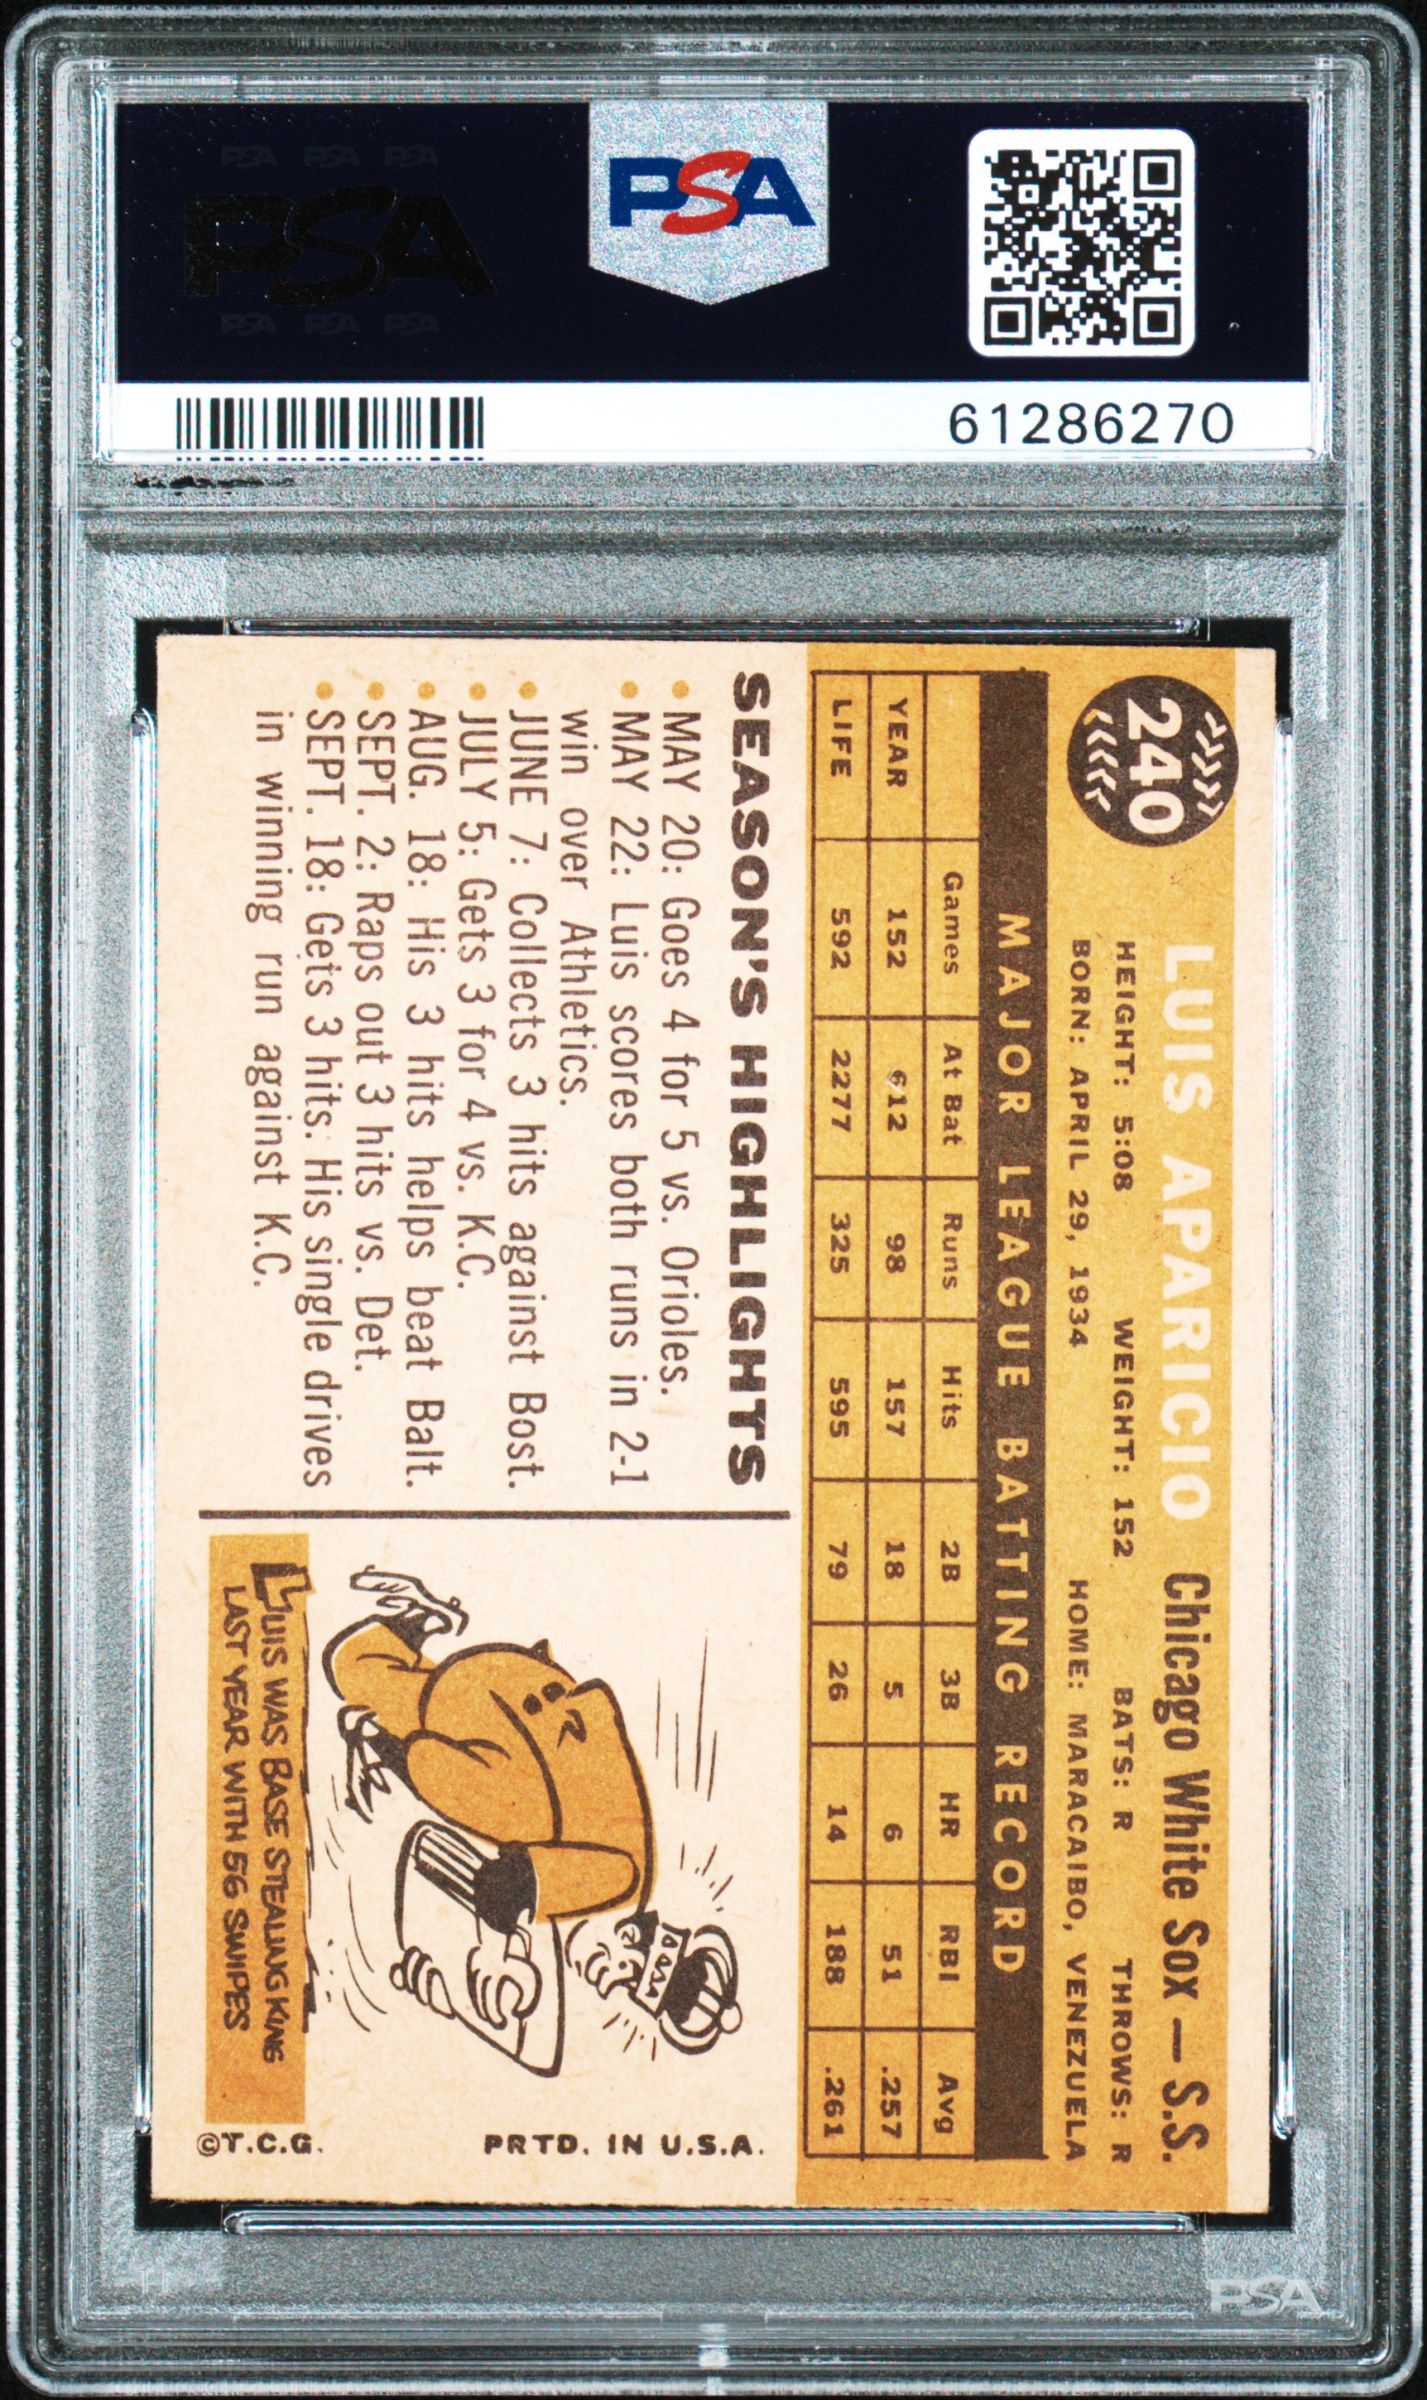 PSA PSA PSA
PSA
PSA PSA PSA
PSA
61286270
240
LUIS APARICIO Chicago White Sox — S.S.
HEIGHT: 5:08 WEIGHT: 152 BATS: R THROWS: R
BORN: APRIL 29, 1934 HOME: MARACAIBO, VENEZUELA
MAJOR LEAGUE BATTING RECORD
Games At Bat Runs Hits 2B 3B HR RBI Avg
YEAR 152 612 98 157 18 5 6 51 .257
LIFE 592 2277 325 595 79 26 14 188 .261
SEASON'S HIGHLIGHTS
• MAY 20: Goes 4 for 5 vs. Orioles.
• MAY 22: Luis scores both runs in 2-1
win over Athletics.
• JUNE 7: Collects 3 hits against Bost.
• JULY 5: Gets 3 for 4 vs. K.C.
• AUG. 18: His 3 hits helps beat Balt.
• SEPT. 2: Raps out 3 hits vs. Det.
• SEPT. 18: Gets 3 hits. His single drives
in winning run against K.C.
LUIS WAS BASE STEALING KING
LAST YEAR WITH 56 SWIPES
PRTD. IN U.S.A.
©T.C.G.
PSA